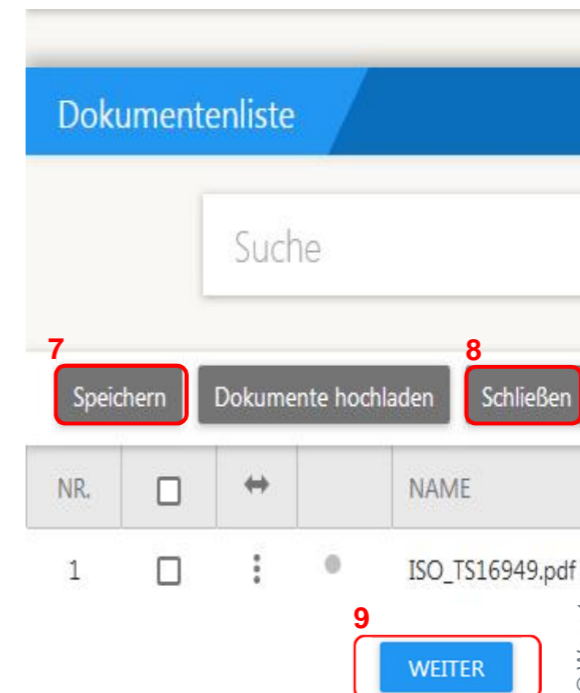 Dokumentenliste
Suche
7 8
Speichern Dokumente hochladen Schließen
NR. NAME
1 ISO_TS16949.pdf
9
WEITER